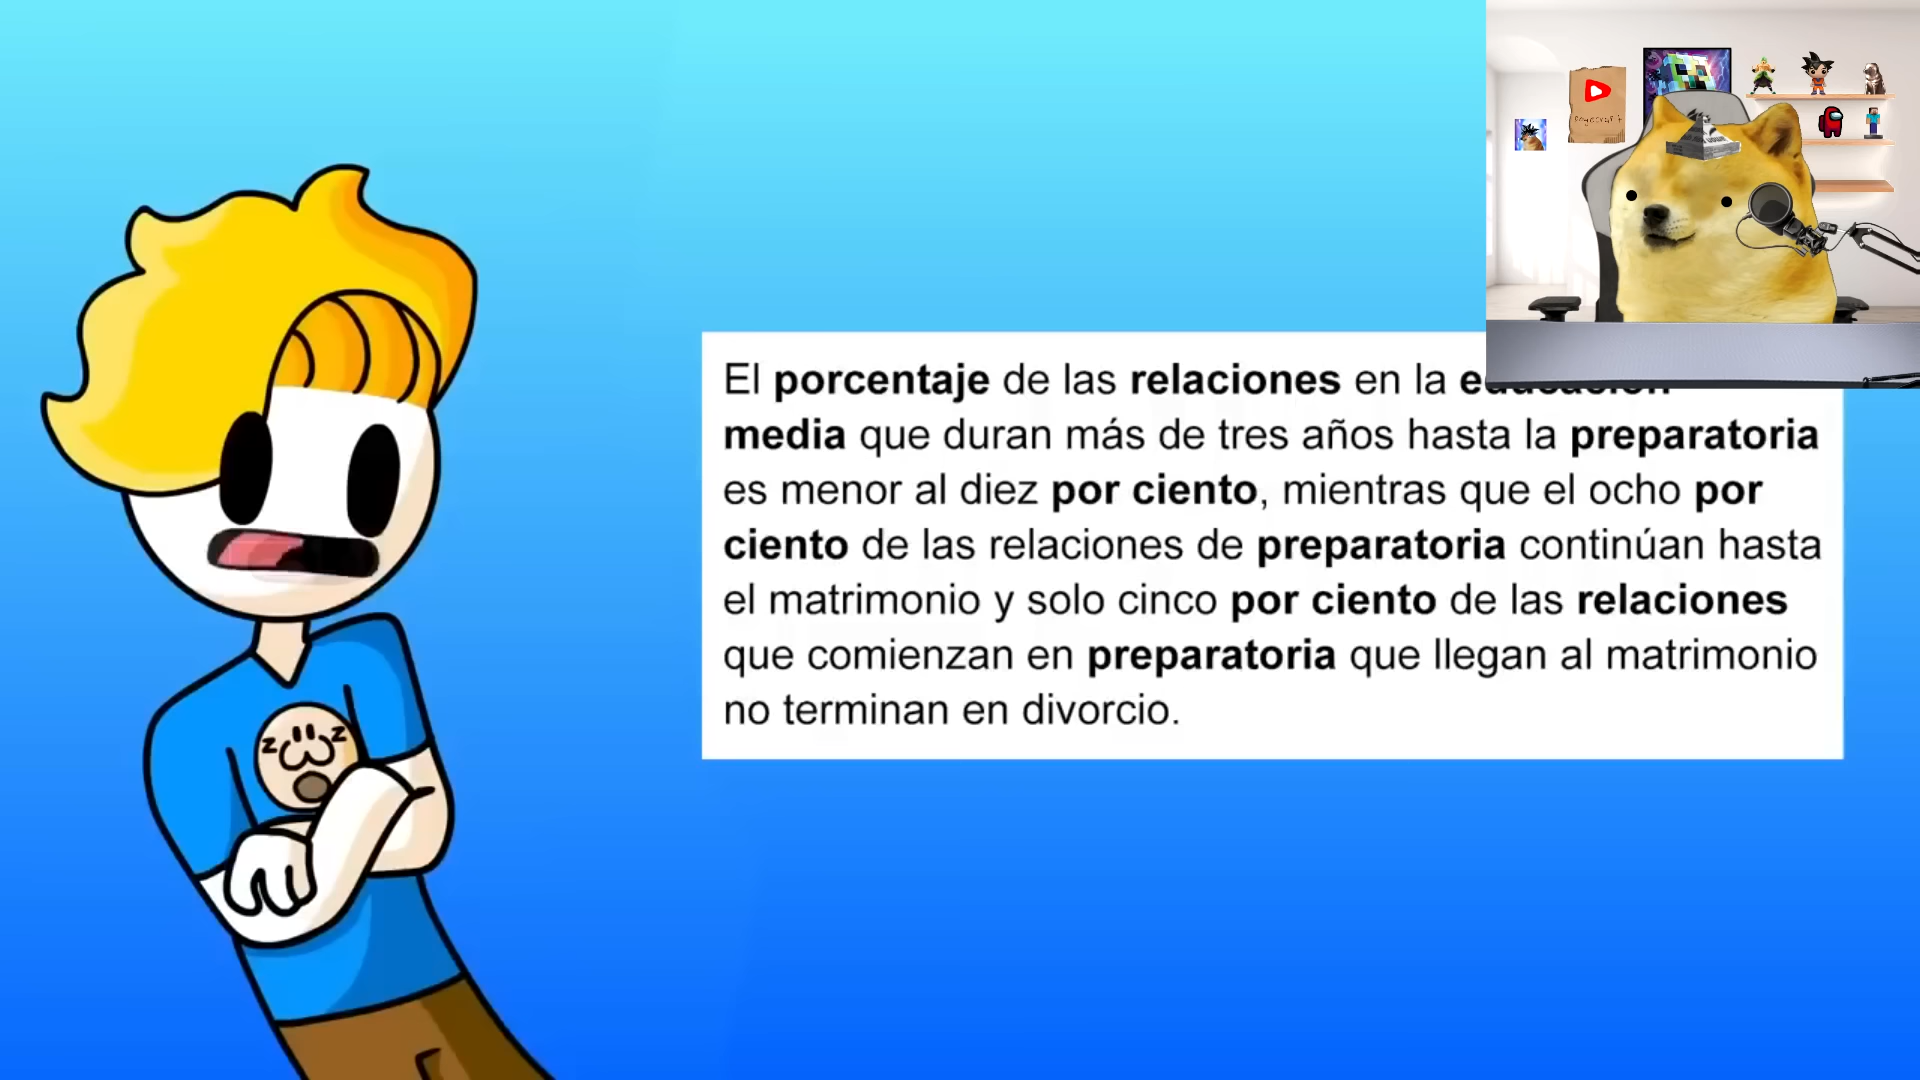 El porcentaje de las relaciones en la
media que duran más de tres años hasta la preparatoria
es menor al diez por ciento, mientras que el ocho por
ciento de las relaciones de preparatoria continúan hasta
el matrimonio y solo cinco por ciento de las relaciones
que comienzan en preparatoria que llegan al matrimonio
no terminan en divorcio.
z z